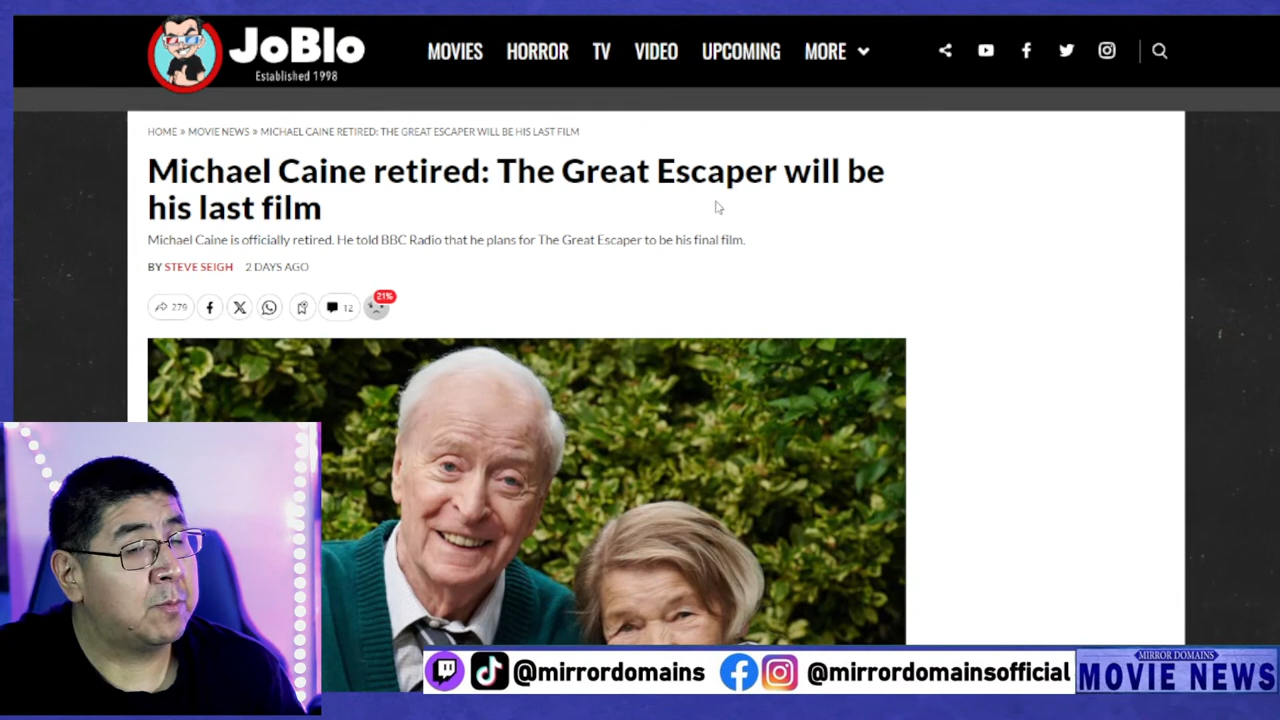 JoBlo
Established 1998
MOVIES HORROR TV VIDEO UPCOMING MORE
HOME » MOVIE NEWS » MICHAEL CAINE RETIRED: THE GREAT ESCAPER WILL BE HIS LAST FILM
Michael Caine retired: The Great Escaper will be
his last film
Michael Caine is officially retired. He told BBC Radio that he plans for The Great Escaper to be his final film.
BY STEVE SEIGH 2 DAYS AGO
279
12
21%
@mirrordomains @mirrordomainsofficial
MIRROR DOMAINS
MOVIE NEWS